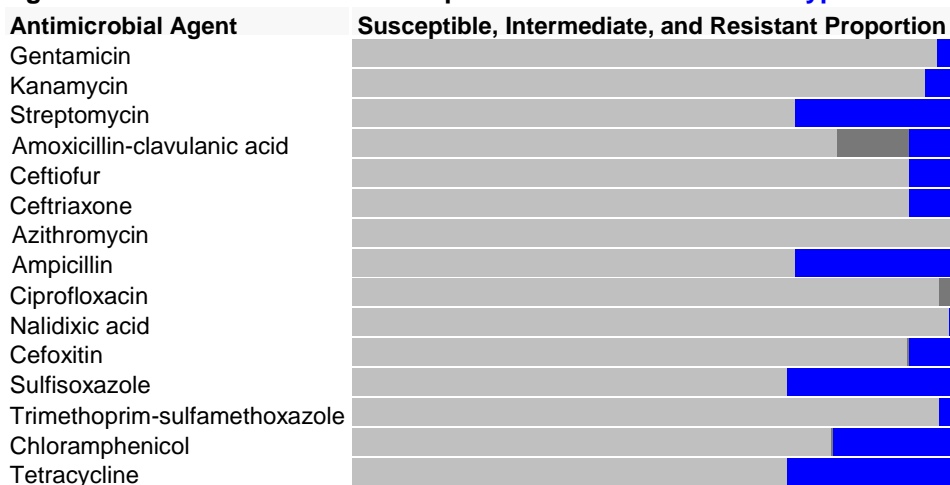 Antimicrobial Agent Susceptible, Intermediate, and Resistant Proportion
Gentamicin
Kanamycin
Streptomycin
Amoxicillin-clavulanic acid
Ceftiofur
Ceftriaxone
Azithromycin
Ampicillin
Ciprofloxacin
Nalidixic acid
Cefoxitin
Sulfisoxazole
Trimethoprim-sulfamethoxazole
Chloramphenicol
Tetracycline